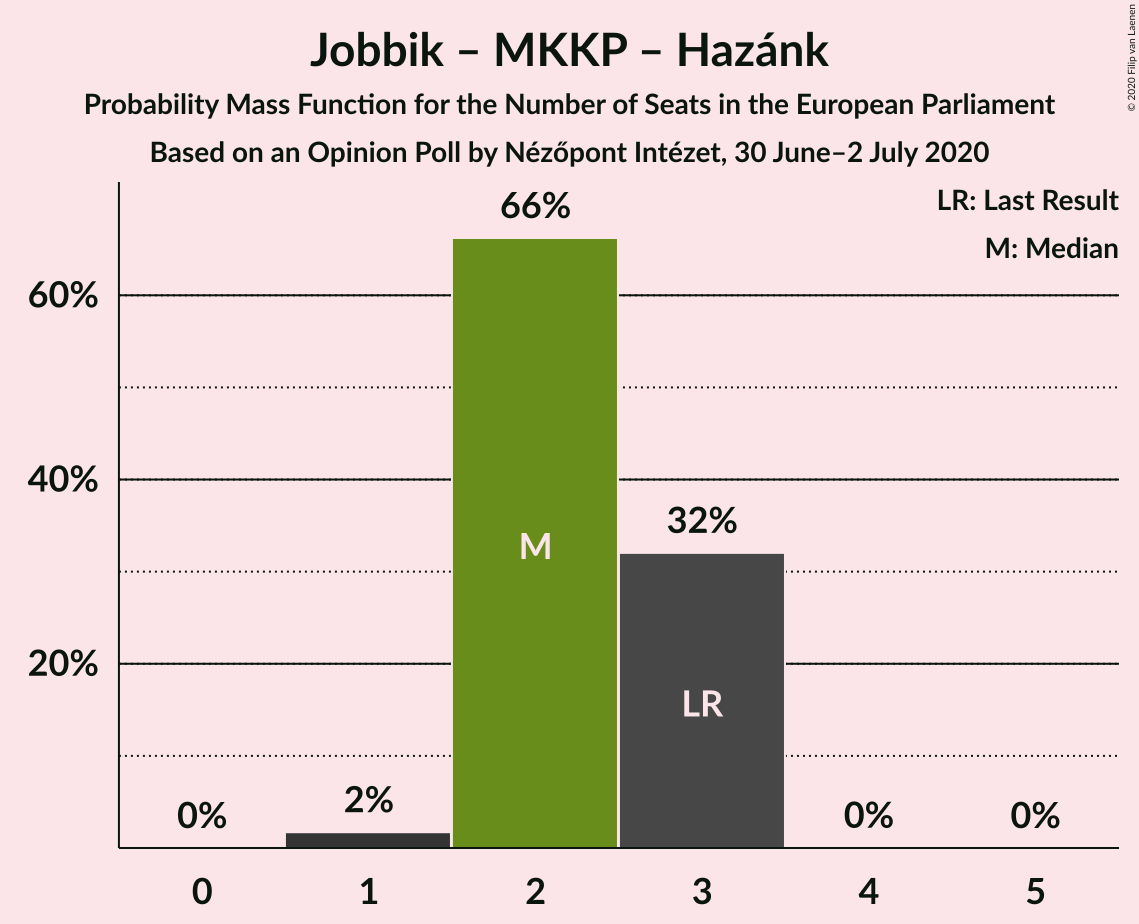 Jobbik – MKKP – Hazánk
Probability Mass Function for the Number of Seats in the European Parliament
Based on an Opinion Poll by Nézőpont Intézet, 30 June–2 July 2020
© 2020 Filip van Laenen
LR: Last Result
M: Median
66%
60%
40%
32%
M
20%
LR
0%
2%
0%
0%
0 1 2 3 4 5